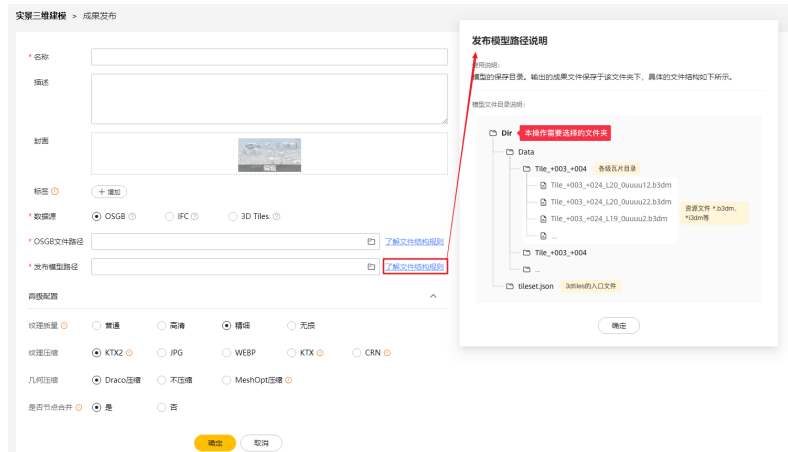 实景三维建模 > 成果发布
* 名称
描述
封面
编辑
标签
+ 增加
* 数据源
OSGB
IFC
3D Tiles
* OSGB文件路径
了解文件结构规则
* 发布模型路径
了解文件结构规则
高级配置
纹理质量
普通
高清
精细
无损
纹理压缩
KTX2
JPG
WEBP
KTX
CRN
几何压缩
Draco压缩
不压缩
MeshOpt压缩
是否节点合并
是
否
确定
取消
发布模型路径说明
使用说明：
模型的保存目录。输出的成果文件保存于该文件夹下，具体的文件结构如下所示。
模型文件目录说明：
Dir
本操作需要选择的文件夹
Data
Tile_+003_+004
各级瓦片目录
Tile_+003_+024_L20_0uuuu12.b3dm
Tile_+003_+024_L20_0uuuu22.b3dm
Tile_+003_+024_L19_0uuuu2.b3dm
...
资源文件 *.b3dm、
*i3dm等
Tile_+003_+004
...
tileset.json
3dtiles的入口文件
确定